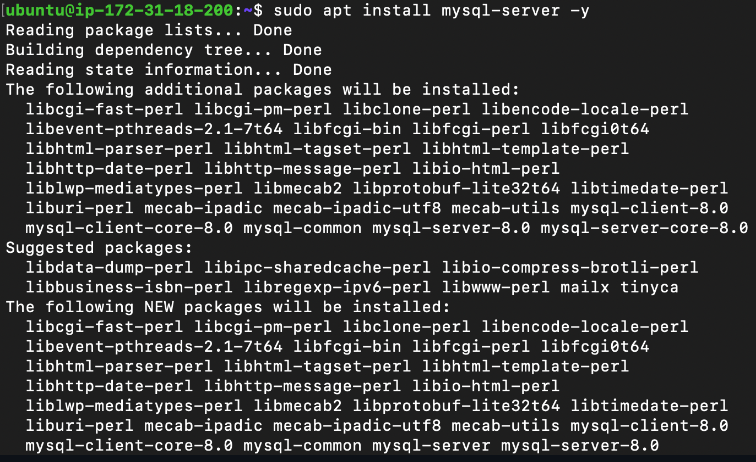 [ubuntu@ip-172-31-18-200:~$ sudo apt install mysql-server -y
Reading package lists... Done
Building dependency tree... Done
Reading state information... Done
The following additional packages will be installed:
  libcgi-fast-perl libcgi-pm-perl libclone-perl libencode-locale-perl
  libevent-pthreads-2.1-7t64 libfcgi-bin libfcgi-perl libfcgi0t64
  libhtml-parser-perl libhtml-tagset-perl libhtml-template-perl
  libhttp-date-perl libhttp-message-perl libio-html-perl
  liblwp-mediatypes-perl libmecab2 libprotobuf-lite32t64 libtimedate-perl
  liburi-perl mecab-ipadic mecab-ipadic-utf8 mecab-utils mysql-client-8.0
  mysql-client-core-8.0 mysql-common mysql-server-8.0 mysql-server-core-8.0
Suggested packages:
  libdata-dump-perl libipc-sharedcache-perl libio-compress-brotli-perl
  libbusiness-isbn-perl libregexp-ipv6-perl libwww-perl mailx tinyca
The following NEW packages will be installed:
  libcgi-fast-perl libcgi-pm-perl libclone-perl libencode-locale-perl
  libevent-pthreads-2.1-7t64 libfcgi-bin libfcgi-perl libfcgi0t64
  libhtml-parser-perl libhtml-tagset-perl libhtml-template-perl
  libhttp-date-perl libhttp-message-perl libio-html-perl
  liblwp-mediatypes-perl libmecab2 libprotobuf-lite32t64 libtimedate-perl
  liburi-perl mecab-ipadic mecab-ipadic-utf8 mecab-utils mysql-client-8.0
  mysql-client-core-8.0 mysql-common mysql-server mysql-server-8.0